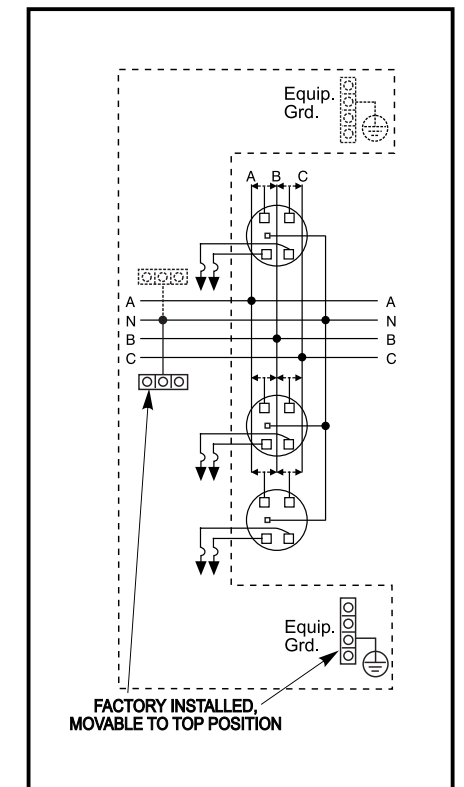 Equip.
Grd.
A B C
A A
N N
B B
C C
Equip.
Grd.
FACTORY INSTALLED,
MOVABLE TO TOP POSITION